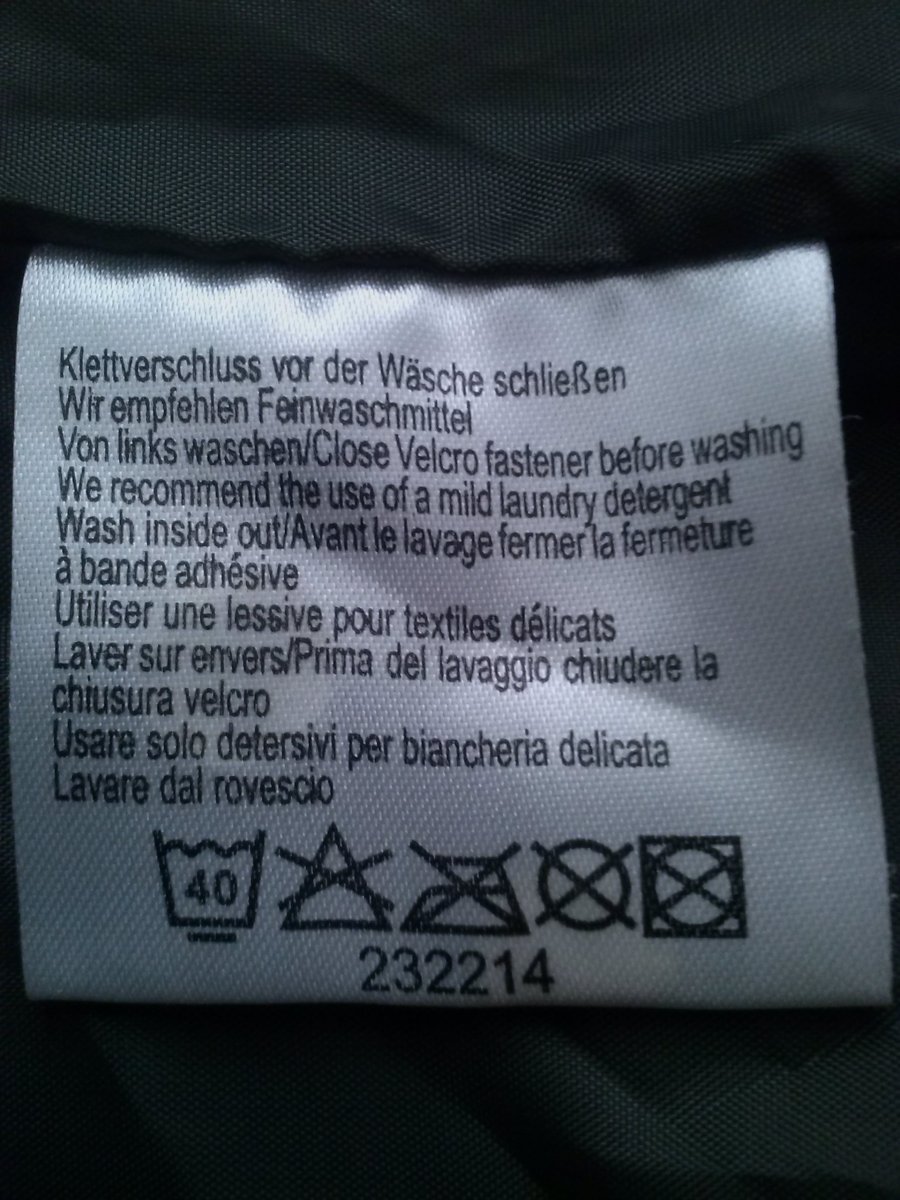 Klettverschluss vor der Wäsche schließen
Wir empfehlen Feinwaschmittel
Von links waschen/Close Velcro fastener before washing
We recommend the use of a mild laundry detergent
Wash inside out/Avant le lavage fermer la fermeture
à bande adhésive
Utiliser une lessive pour textiles délicats
Laver sur envers/Prima del lavaggio chiudere la
chiusura velcro
Usare solo detersivi per biancheria delicata
Lavare dal rovescio
40
232214